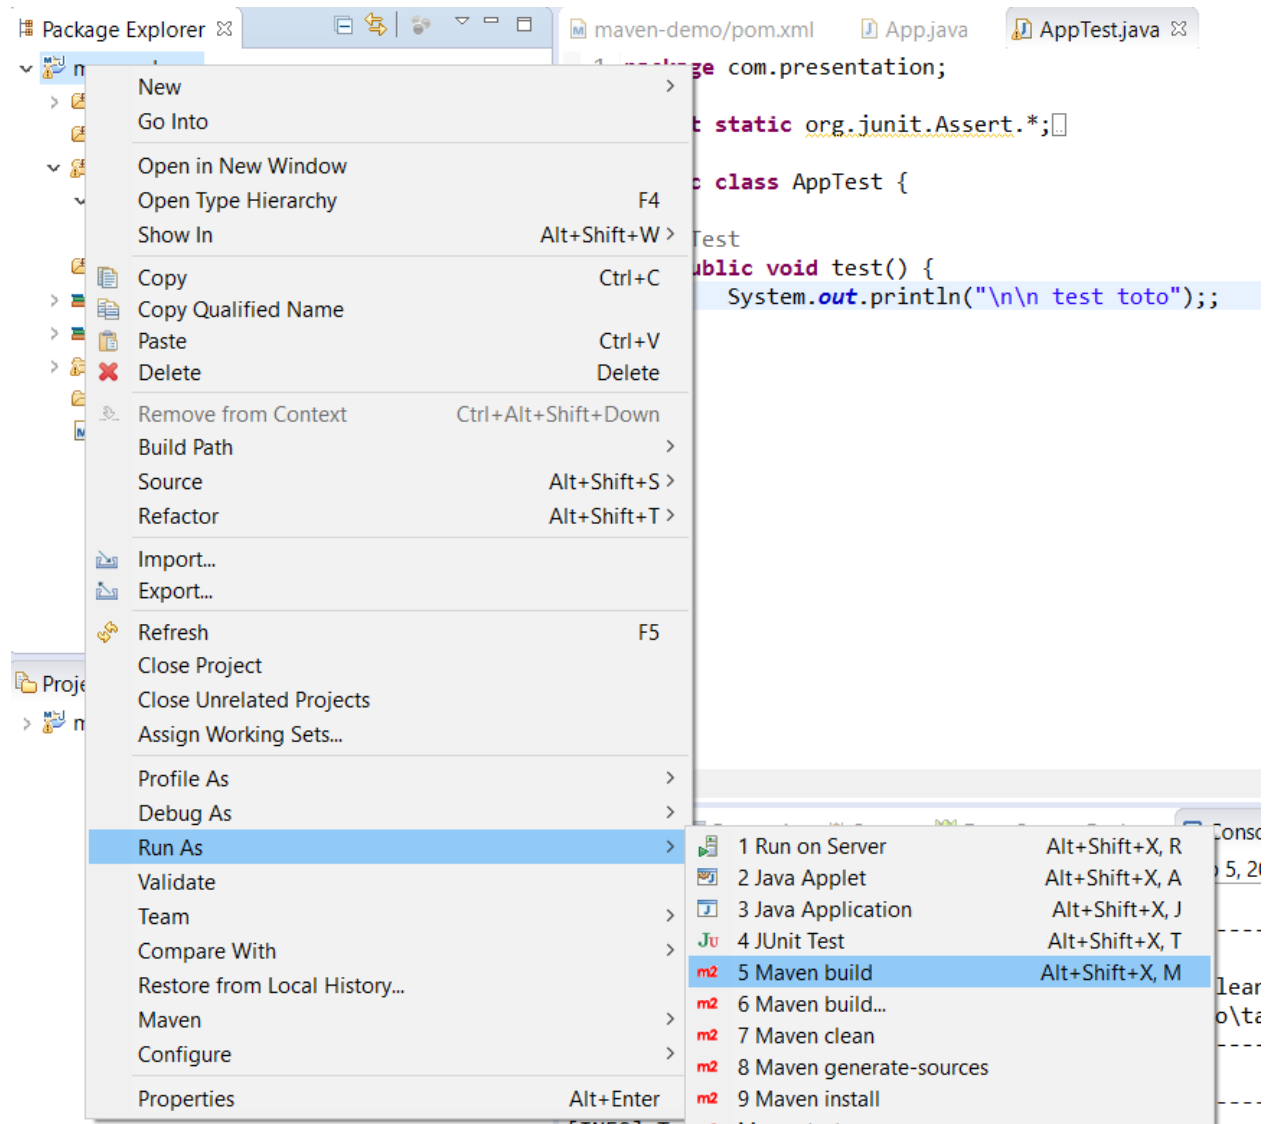 Package Explorer
maven-demo/pom.xml
App.java
AppTest.java
1
package com.presentation;
static org.junit.Assert.*;
class AppTest {
Test
void test() {
System.out.println("\n\n test toto");;
New
Go Into
Open in New Window
Open Type Hierarchy F4
Show In Alt+Shift+W >
Copy Ctrl+C
Copy Qualified Name
Paste Ctrl+V
Delete Delete
Remove from Context Ctrl+Alt+Shift+Down
Build Path >
Source Alt+Shift+S >
Refactor Alt+Shift+T >
Import...
Export...
Refresh F5
Close Project
Close Unrelated Projects
Assign Working Sets...
Profile As >
Debug As >
Run As >
Validate
Team >
Compare With >
Restore from Local History...
Maven >
Configure >
Properties Alt+Enter
1 Run on Server Alt+Shift+X, R
2 Java Applet Alt+Shift+X, A
3 Java Application Alt+Shift+X, J
4 JUnit Test Alt+Shift+X, T
5 Maven build Alt+Shift+X, M
6 Maven build...
7 Maven clean
8 Maven generate-sources
9 Maven install